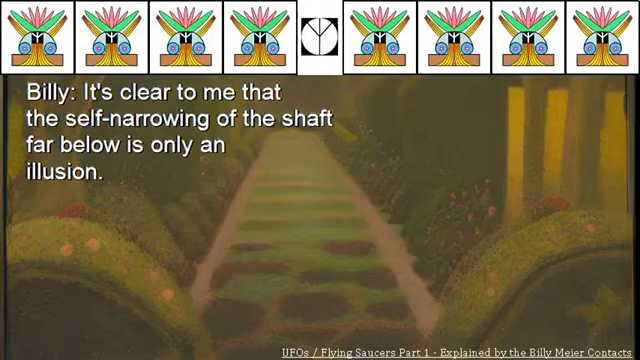 Billy: It's clear to me that
the self-narrowing of the shaft
far below is only an
illusion.
UFOs / Flying Saucers Part 1 - Explained by the Billy Meier Contacts